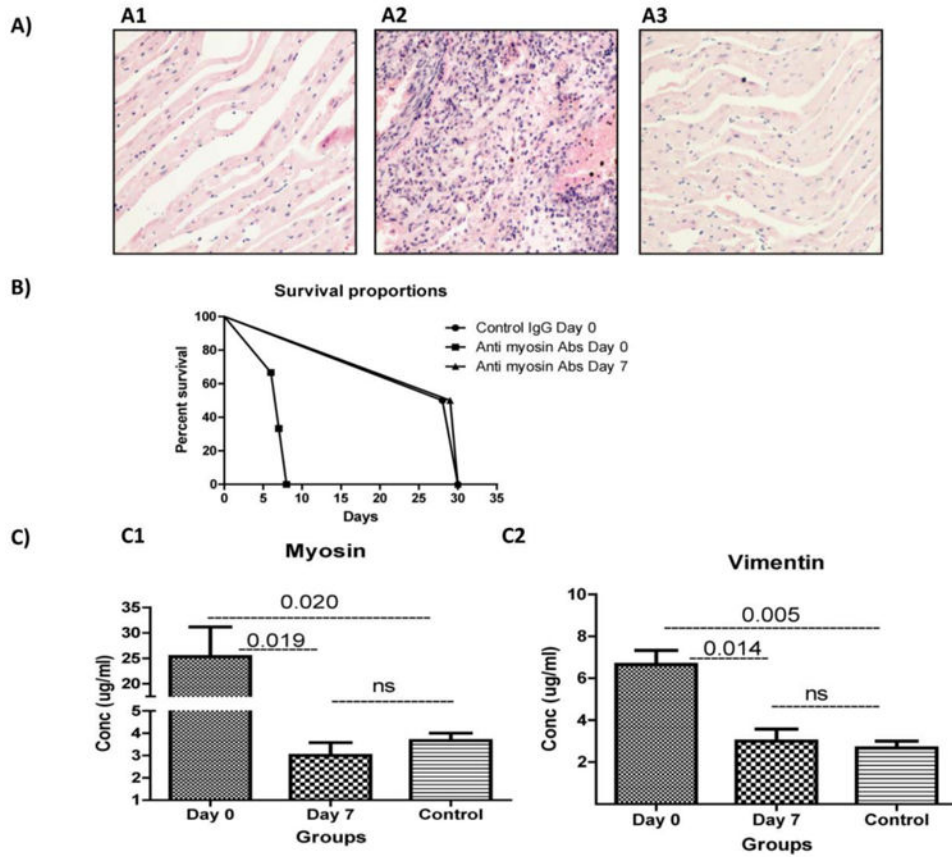 A)
A1
A2
A3
B)
Survival proportions
Percent survival
100
80
60
40
20
0
0 5 10 15 20 25 30 35
Days
Control IgG Day 0
Anti myosin Abs Day 0
Anti myosin Abs Day 7
C)
C1
Myosin
Conc (ug/ml)
35
30
25
20
5
4
3
2
1
0.020
0.019
ns
Day 0 Day 7 Control
Groups
C2
Vimentin
Conc (ug/ml)
10
8
6
4
2
0.005
0.014
ns
Day 0 Day 7 Control
Groups